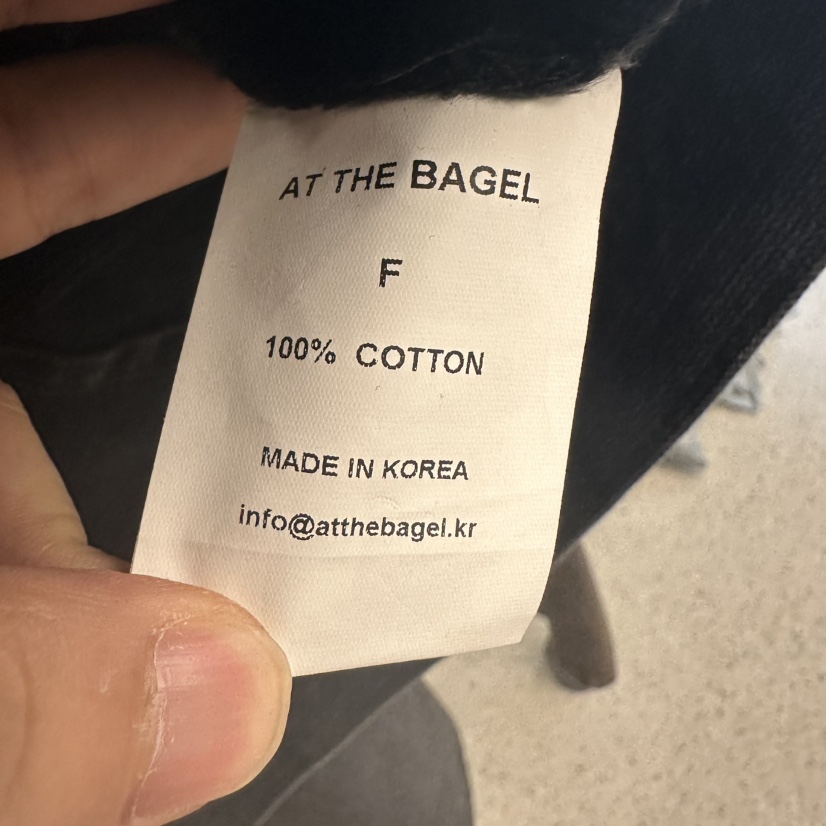 AT THE BAGEL
F
100% COTTON
MADE IN KOREA
info@atthebagel.kr